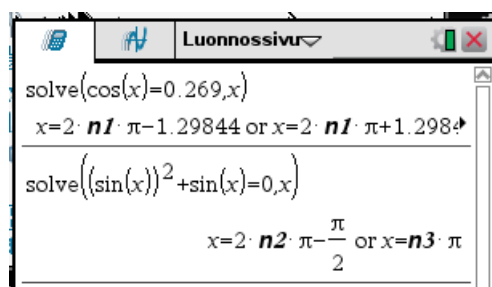 Luonnossivu
solve(cos(x)=0.269,x)
x=2·n1·π−1.29844 or x=2·n1·π+1.298
solve((sin(x))²+sin(x)=0,x)
x=2·n2·π−π/2 or x=n3·π